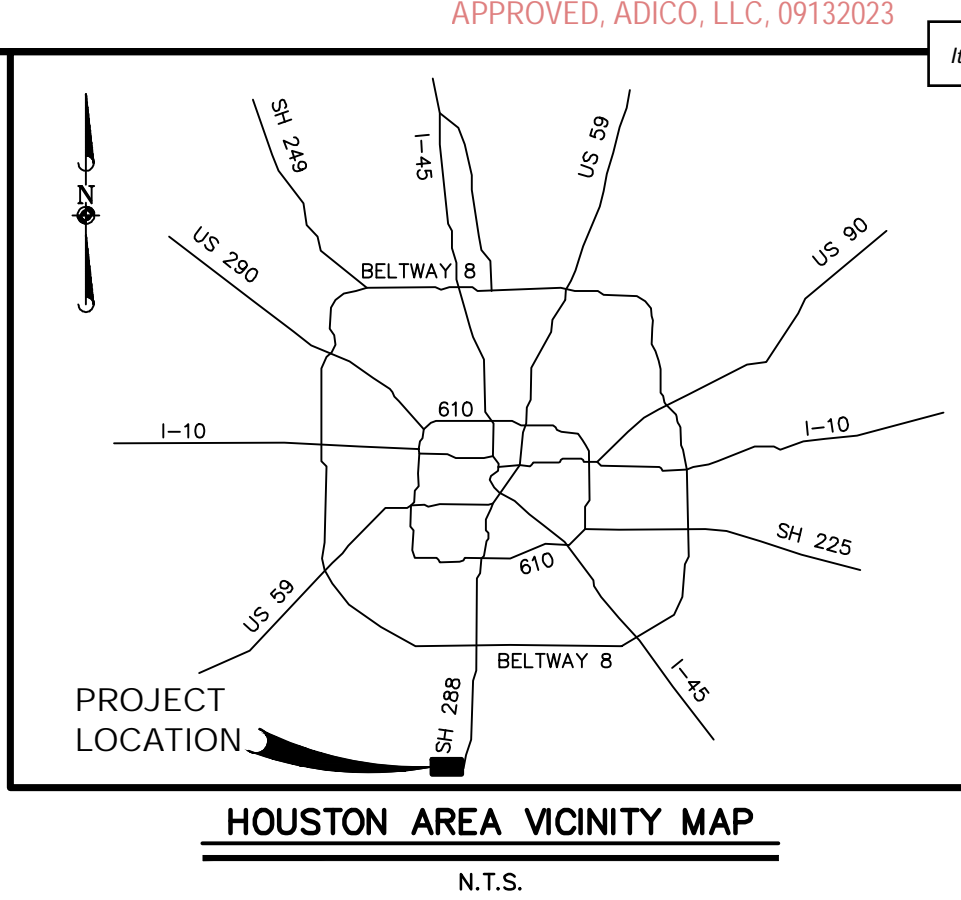 APPROVED, ADICO, LLC, 09132023
It
SH 249
I-45
US 59
N
US 290
US 90
BELTWAY 8
610
I-10
I-10
SH 225
610
US 59
BELTWAY 8
I-45
SH 288
PROJECT
LOCATION
HOUSTON AREA VICINITY MAP
N.T.S.